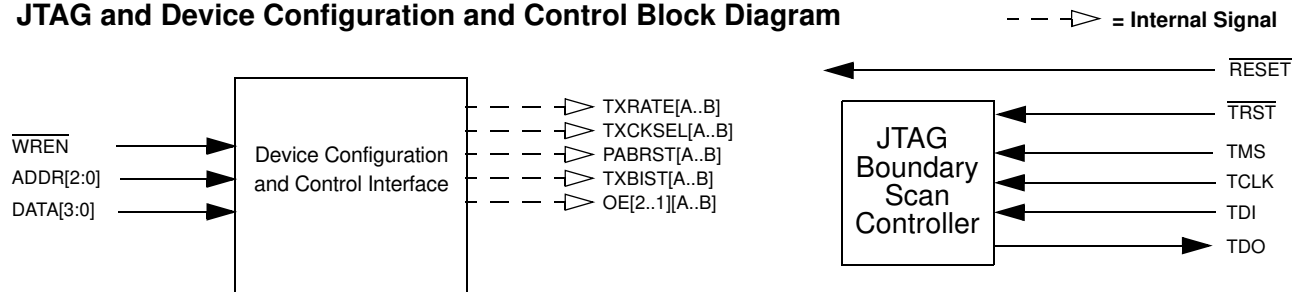 JTAG and Device Configuration and Control Block Diagram
= Internal Signal
WREN
ADDR[2:0]
DATA[3:0]
Device Configuration
and Control Interface
TXRATE[A..B]
TXCKSEL[A..B]
PABRST[A..B]
TXBIST[A..B]
OE[2..1][A..B]
JTAG
Boundary
Scan
Controller
RESET
TRST
TMS
TCLK
TDI
TDO